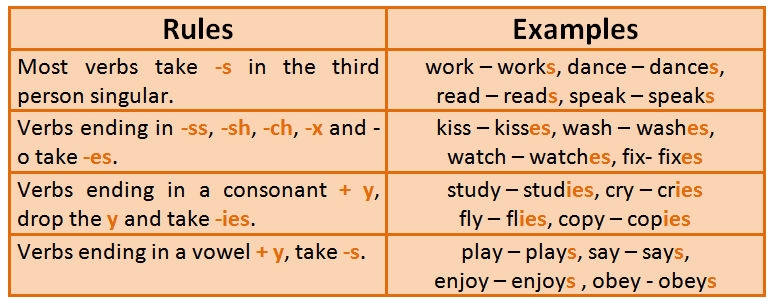 Rules Examples
Most verbs take -s in the third work – works, dance – dances,
person singular. read – reads, speak – speaks
Verbs ending in -ss, -sh, -ch, -x and - kiss – kisses, wash – washes,
o take -es. watch – watches, fix- fixes
Verbs ending in a consonant + y, study – studies, cry – cries
drop the y and take -ies. fly – flies, copy – copies
Verbs ending in a vowel + y, take -s. play – plays, say – says,
enjoy – enjoys , obey - obeys